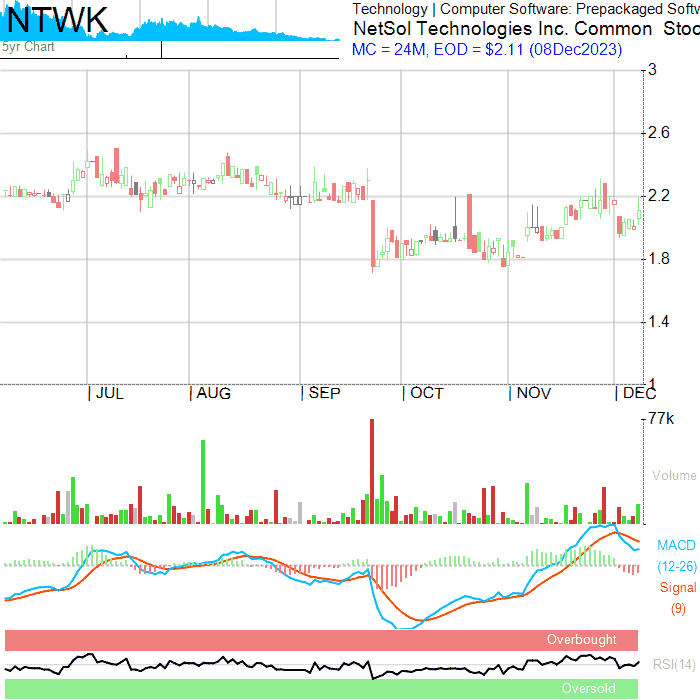 NTWK
5yr Chart
Technology | Computer Software: Prepackaged Softw
NetSol Technologies Inc. Common Stoc
MC = 24M, EOD = $2.11 (08Dec2023)
3
2.6
2.2
1.8
1.4
1
JUL AUG SEP OCT NOV DEC
77k
Volume
MACD
(12-26)
Signal
(9)
Overbought
RSI(14)
Oversold